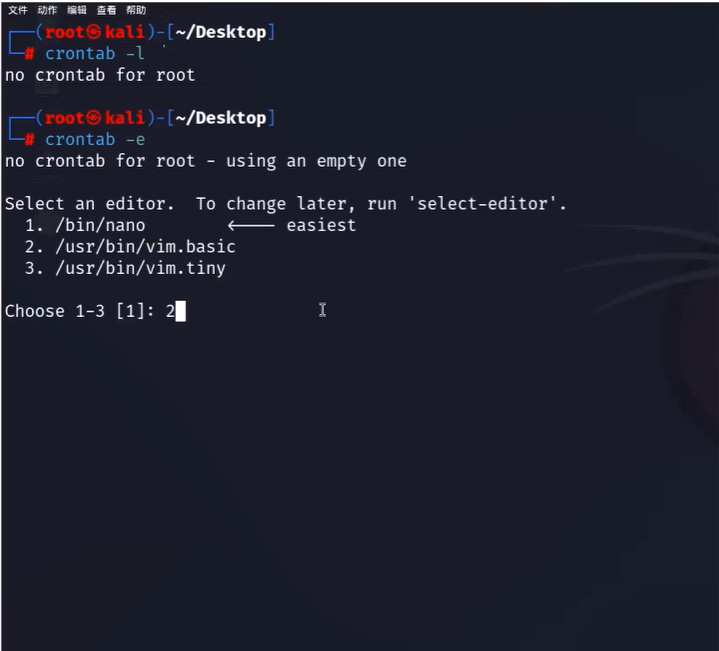 文件 动作 编辑 查看 帮助
┌──(root㉿kali)-[~/Desktop]
└─# crontab -l
no crontab for root
┌──(root㉿kali)-[~/Desktop]
└─# crontab -e
no crontab for root - using an empty one
Select an editor.  To change later, run 'select-editor'.
  1. /bin/nano        <---- easiest
  2. /usr/bin/vim.basic
  3. /usr/bin/vim.tiny
Choose 1-3 [1]: 2